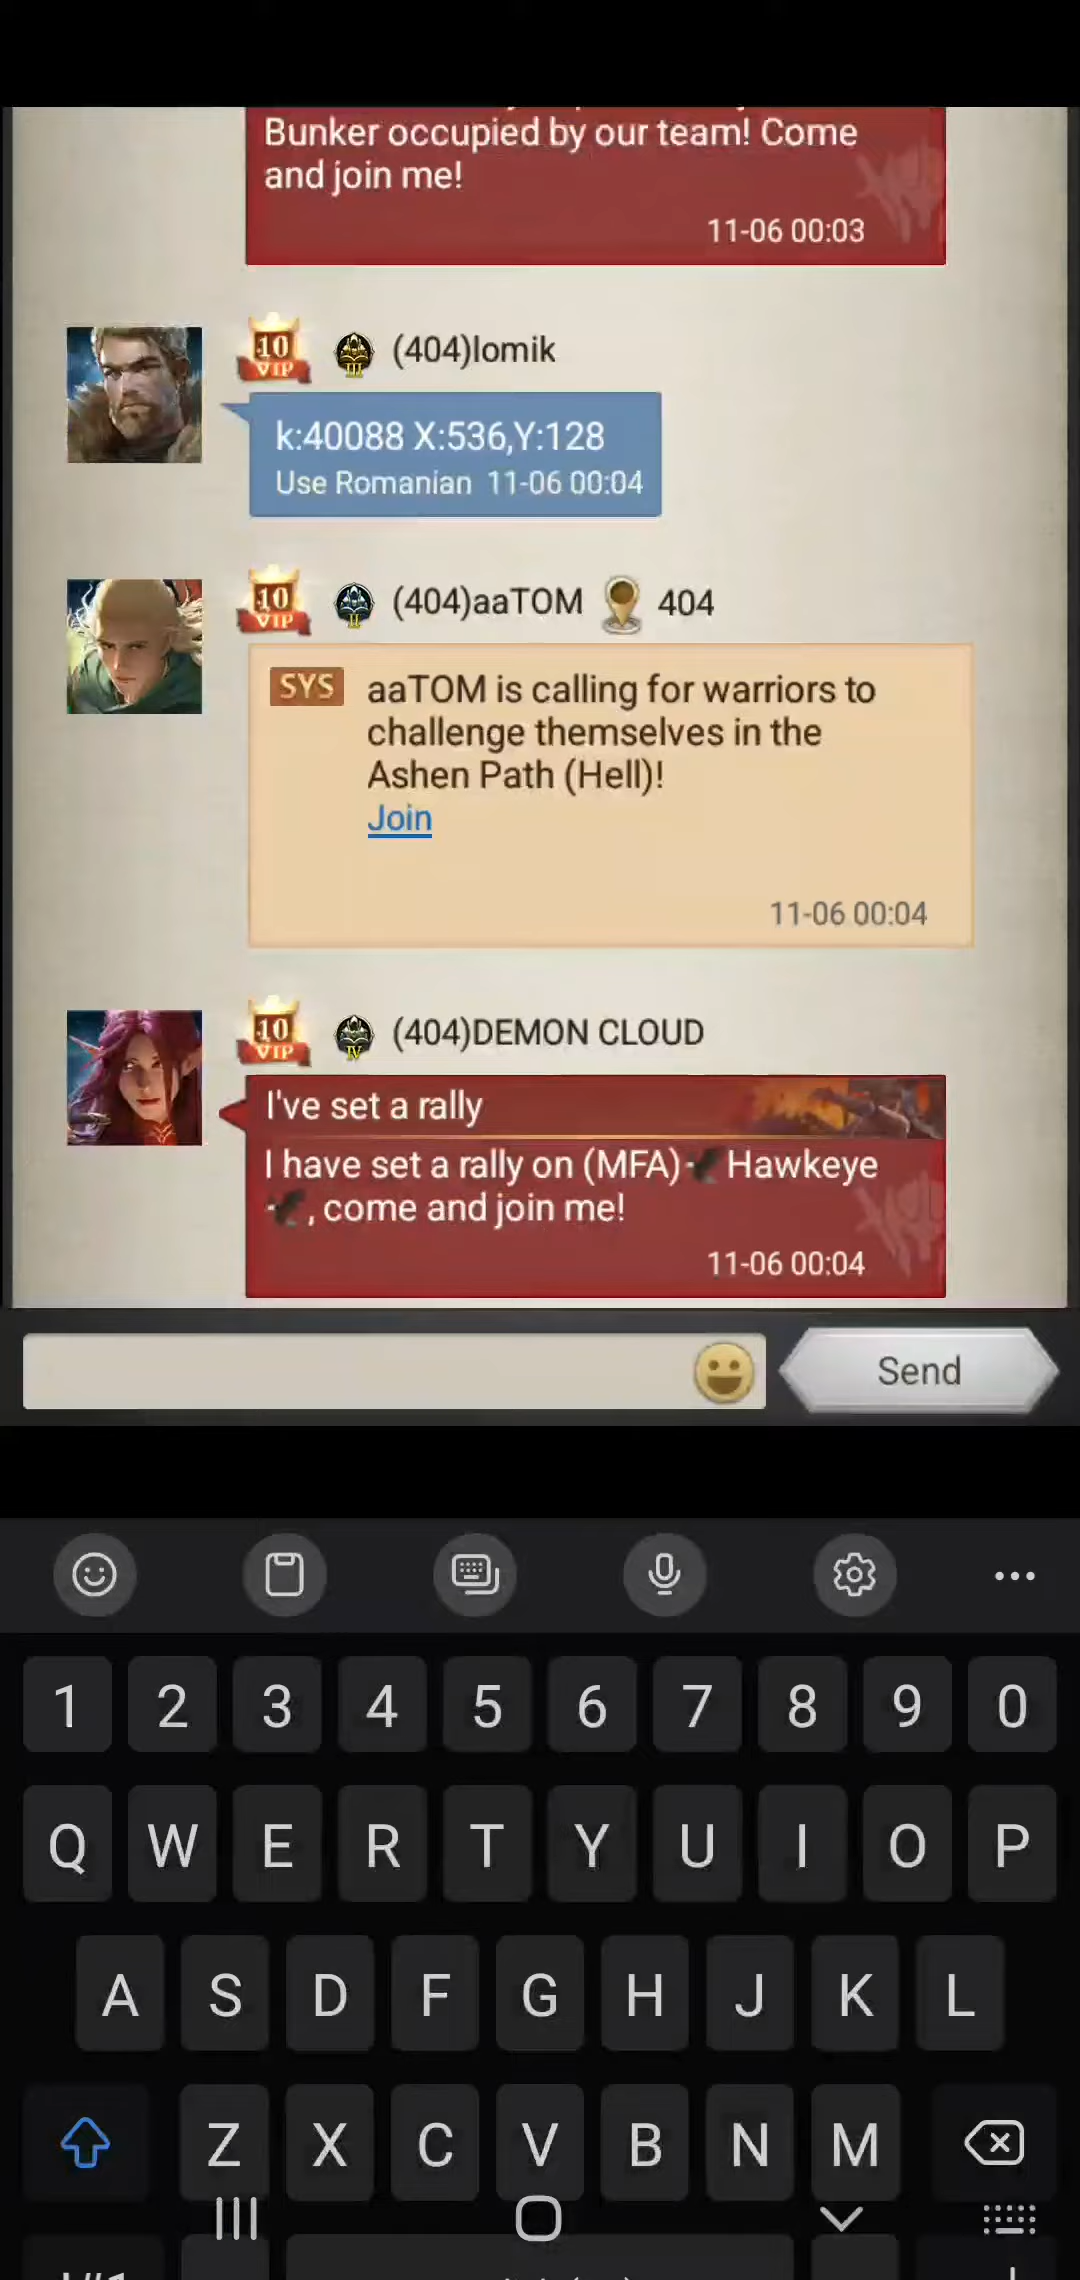 Bunker occupied by our team! Come
and join me!
11-06 00:03
10
VIP
III
(404)lomik
k:40088 X:536,Y:128
Use Romanian 11-06 00:04
10
VIP
II
(404)aaTOM 404
SYS aaTOM is calling for warriors to
challenge themselves in the
Ashen Path (Hell)!
Join
11-06 00:04
10
VIP
IV
(404)DEMON CLOUD
I've set a rally
I have set a rally on (MFA) Hawkeye
, come and join me!
11-06 00:04
Send
1 2 3 4 5 6 7 8 9 0
Q W E R T Y U I O P
A S D F G H J K L
Z X C V B N M